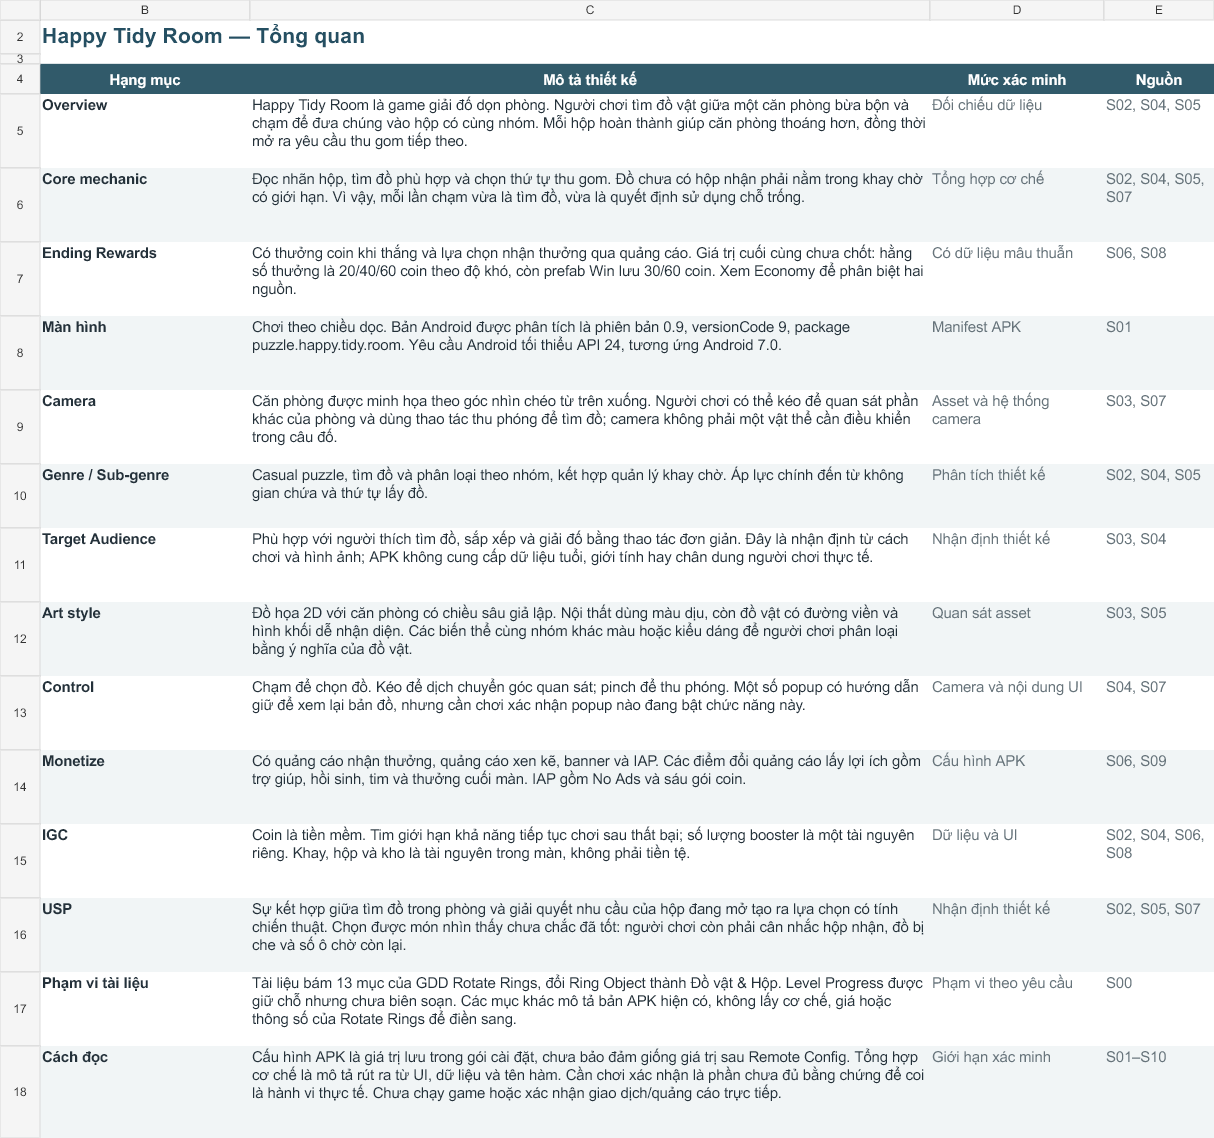 B C D E
2 Happy Tidy Room — Tổng quan
3
4 Hạng mục Mô tả thiết kế Mức xác minh Nguồn
5 Overview Happy Tidy Room là game giải đố dọn phòng. Người chơi tìm đồ vật giữa một căn phòng bừa bộn và Đối chiếu dữ liệu S02, S04, S05
chạm để đưa chúng vào hộp có cùng nhóm. Mỗi hộp hoàn thành giúp căn phòng thoáng hơn, đồng thời
mở ra yêu cầu thu gom tiếp theo.
6 Core mechanic Đọc nhãn hộp, tìm đồ phù hợp và chọn thứ tự thu gom. Đồ chưa có hộp nhận phải nằm trong khay chờ Tổng hợp cơ chế S02, S04, S05,
có giới hạn. Vì vậy, mỗi lần chạm vừa là tìm đồ, vừa là quyết định sử dụng chỗ trống. S07
7 Ending Rewards Có thưởng coin khi thắng và lựa chọn nhận thưởng qua quảng cáo. Giá trị cuối cùng chưa chốt: hằng Có dữ liệu mâu thuẫn S06, S08
số thưởng là 20/40/60 coin theo độ khó, còn prefab Win lưu 30/60 coin. Xem Economy để phân biệt hai
nguồn.
8 Màn hình Chơi theo chiều dọc. Bản Android được phân tích là phiên bản 0.9, versionCode 9, package Manifest APK S01
puzzle.happy.tidy.room. Yêu cầu Android tối thiểu API 24, tương ứng Android 7.0.
9 Camera Căn phòng được minh họa theo góc nhìn chéo từ trên xuống. Người chơi có thể kéo để quan sát phần Asset và hệ thống S03, S07
khác của phòng và dùng thao tác thu phóng để tìm đồ; camera không phải một vật thể cần điều khiển camera
trong câu đố.
10 Genre / Sub-genre Casual puzzle, tìm đồ và phân loại theo nhóm, kết hợp quản lý khay chờ. Áp lực chính đến từ không Phân tích thiết kế S02, S04, S05
gian chứa và thứ tự lấy đồ.
11 Target Audience Phù hợp với người thích tìm đồ, sắp xếp và giải đố bằng thao tác đơn giản. Đây là nhận định từ cách Nhận định thiết kế S03, S04
chơi và hình ảnh; APK không cung cấp dữ liệu tuổi, giới tính hay chân dung người chơi thực tế.
12 Art style Đồ họa 2D với căn phòng có chiều sâu giả lập. Nội thất dùng màu dịu, còn đồ vật có đường viền và Quan sát asset S03, S05
hình khối dễ nhận diện. Các biến thể cùng nhóm khác màu hoặc kiểu dáng để người chơi phân loại
bằng ý nghĩa của đồ vật.
13 Control Chạm để chọn đồ. Kéo để dịch chuyển góc quan sát; pinch để thu phóng. Một số popup có hướng dẫn Camera và nội dung UI S04, S07
giữ để xem lại bản đồ, nhưng cần chơi xác nhận popup nào đang bật chức năng này.
14 Monetize Có quảng cáo nhận thưởng, quảng cáo xen kẽ, banner và IAP. Các điểm đổi quảng cáo lấy lợi ích gồm Cấu hình APK S06, S09
trợ giúp, hồi sinh, tim và thưởng cuối màn. IAP gồm No Ads và sáu gói coin.
15 IGC Coin là tiền mềm. Tim giới hạn khả năng tiếp tục chơi sau thất bại; số lượng booster là một tài nguyên Dữ liệu và UI S02, S04, S06,
riêng. Khay, hộp và kho là tài nguyên trong màn, không phải tiền tệ. S08
16 USP Sự kết hợp giữa tìm đồ trong phòng và giải quyết nhu cầu của hộp đang mở tạo ra lựa chọn có tính Nhận định thiết kế S02, S05, S07
chiến thuật. Chọn được món nhìn thấy chưa chắc đã tốt: người chơi còn phải cân nhắc hộp nhận, đồ bị
che và số ô chờ còn lại.
17 Phạm vi tài liệu Tài liệu bám 13 mục của GDD Rotate Rings, đổi Ring Object thành Đồ vật & Hộp. Level Progress được Phạm vi theo yêu cầu S00
giữ chỗ nhưng chưa biên soạn. Các mục khác mô tả bản APK hiện có, không lấy cơ chế, giá hoặc
thông số của Rotate Rings để điền sang.
18 Cách đọc Cấu hình APK là giá trị lưu trong gói cài đặt, chưa bảo đảm giống giá trị sau Remote Config. Tổng hợp Giới hạn xác minh S01–S10
cơ chế là mô tả rút ra từ UI, dữ liệu và tên hàm. Cần chơi xác nhận là phần chưa đủ bằng chứng để coi
là hành vi thực tế. Chưa chạy game hoặc xác nhận giao dịch/quảng cáo trực tiếp.